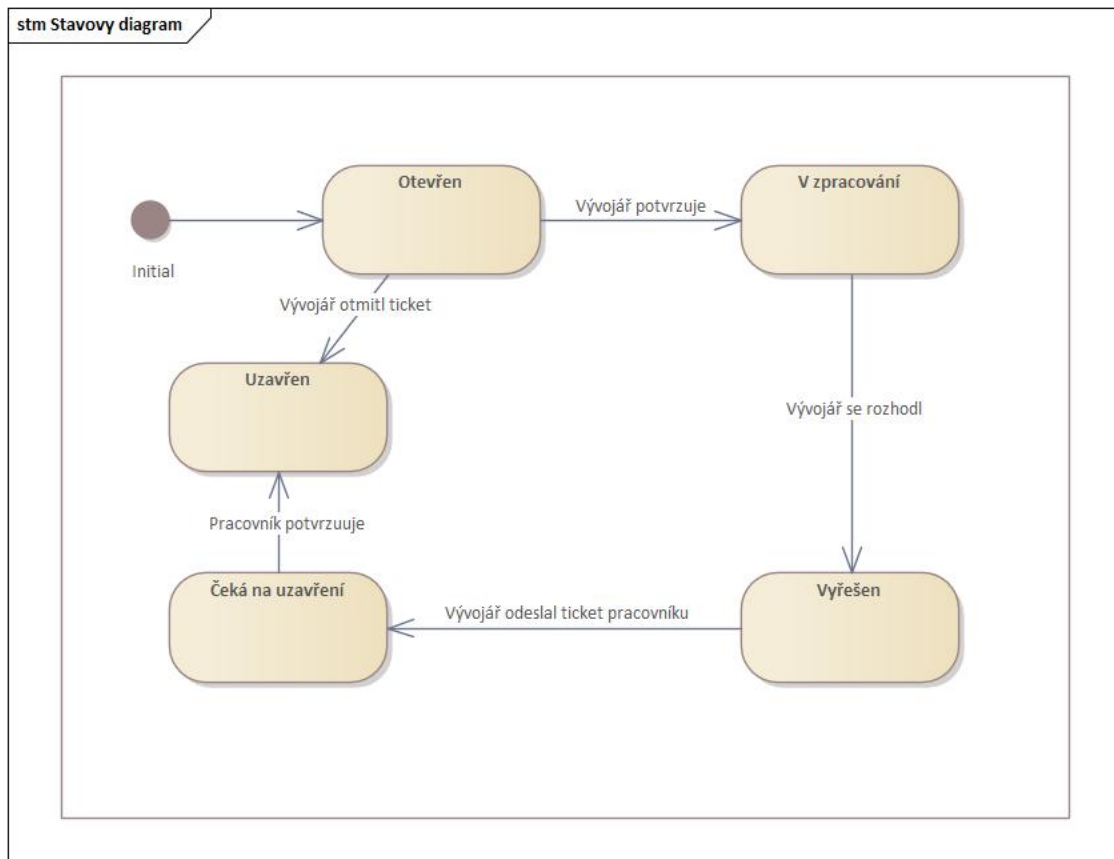 stm Stavovy diagram
Otevřen
V zpracování
Vývojář potvrzuje
Initial
Vývojář otmitl ticket
Uzavřen
Vývojář se rozhodl
Pracovník potvrzuuje
Čeká na uzavření
Vyřešen
Vývojář odeslal ticket pracovníku